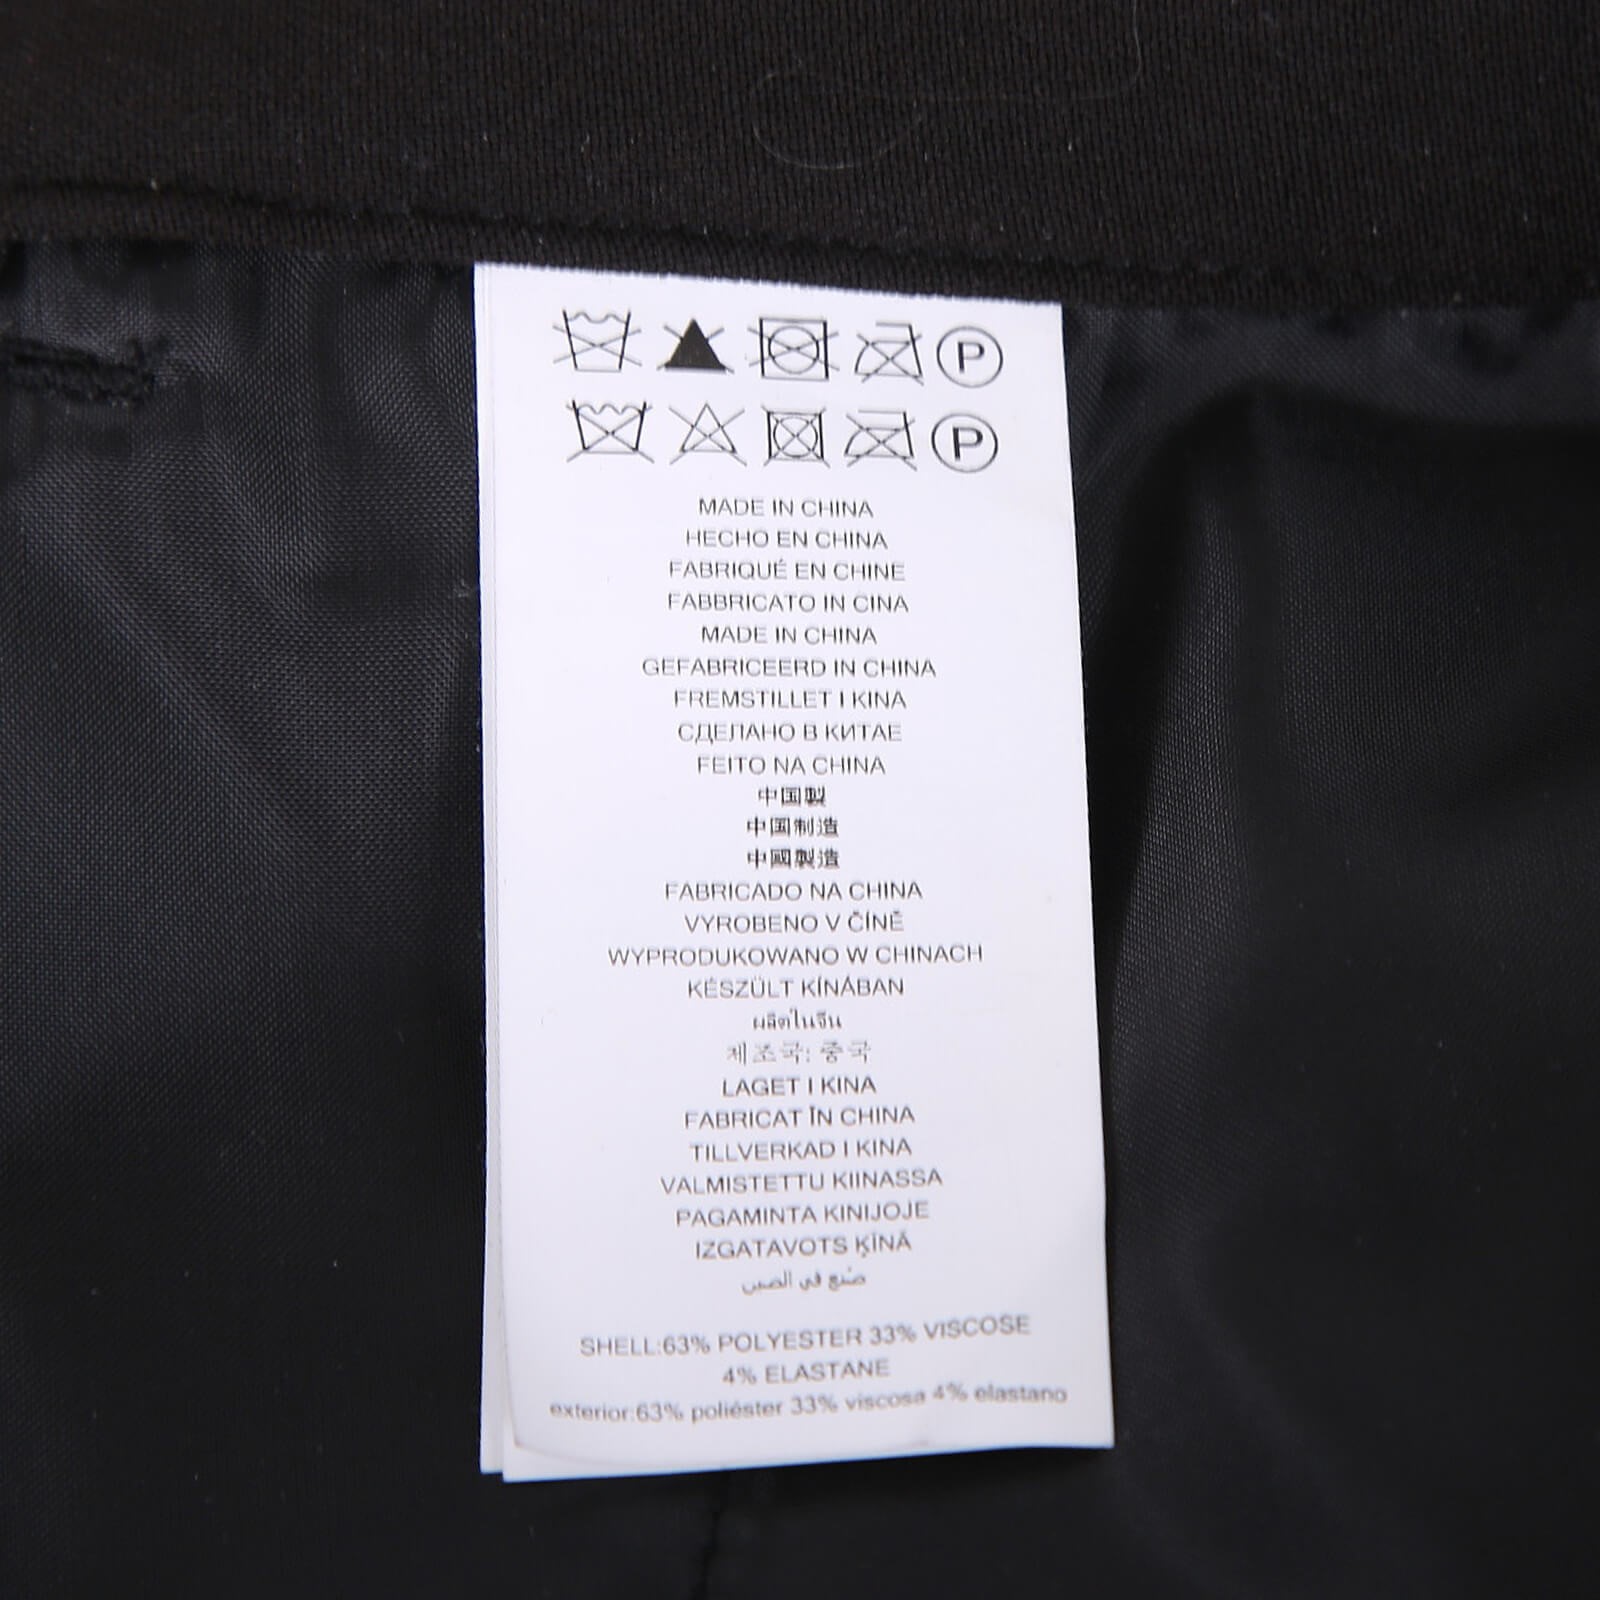 P
P
MADE IN CHINA
HECHO EN CHINA
FABRIQUÉ EN CHINE
FABBRICATO IN CINA
MADE IN CHINA
GEFABRICEERD IN CHINA
FREMSTILLET I KINA
СДЕЛАНО В КИТАЕ
FEITO NA CHINA
中国製
中国制造
中國製造
FABRICADO NA CHINA
VYROBENO V ČÍNĚ
WYPRODUKOWANO W CHINACH
KÉSZÜLT KÍNÁBAN
ผลิตในจีน
제조국: 중국
LAGET I KINA
FABRICAT ÎN CHINA
TILLVERKAD I KINA
VALMISTETTU KIINASSA
PAGAMINTA KINIJOJE
IZGATAVOTS ĶĪNĀ
صُنع في الصين
SHELL:63% POLYESTER 33% VISCOSE
4% ELASTANE
exterior:63% poliéster 33% viscosa 4% elastano